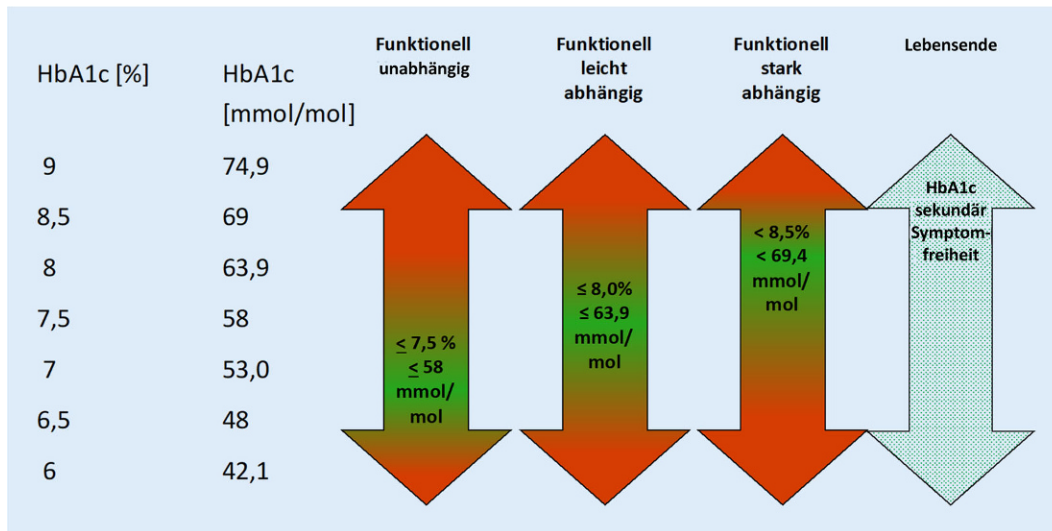 HbA1c [%]
HbA1c
[mmol/mol]
Funktionell
unabhängig
Funktionell
leicht
abhängig
Funktionell
stark
abhängig
Lebensende
9 74,9
8,5 69
8 63,9
7,5 58
7 53,0
6,5 48
6 42,1
≤ 7,5 %
≤ 58
mmol/
mol
≤ 8,0%
≤ 63,9
mmol/
mol
< 8,5%
< 69,4
mmol/
mol
HbA1c
sekundär
Symptom-
freiheit